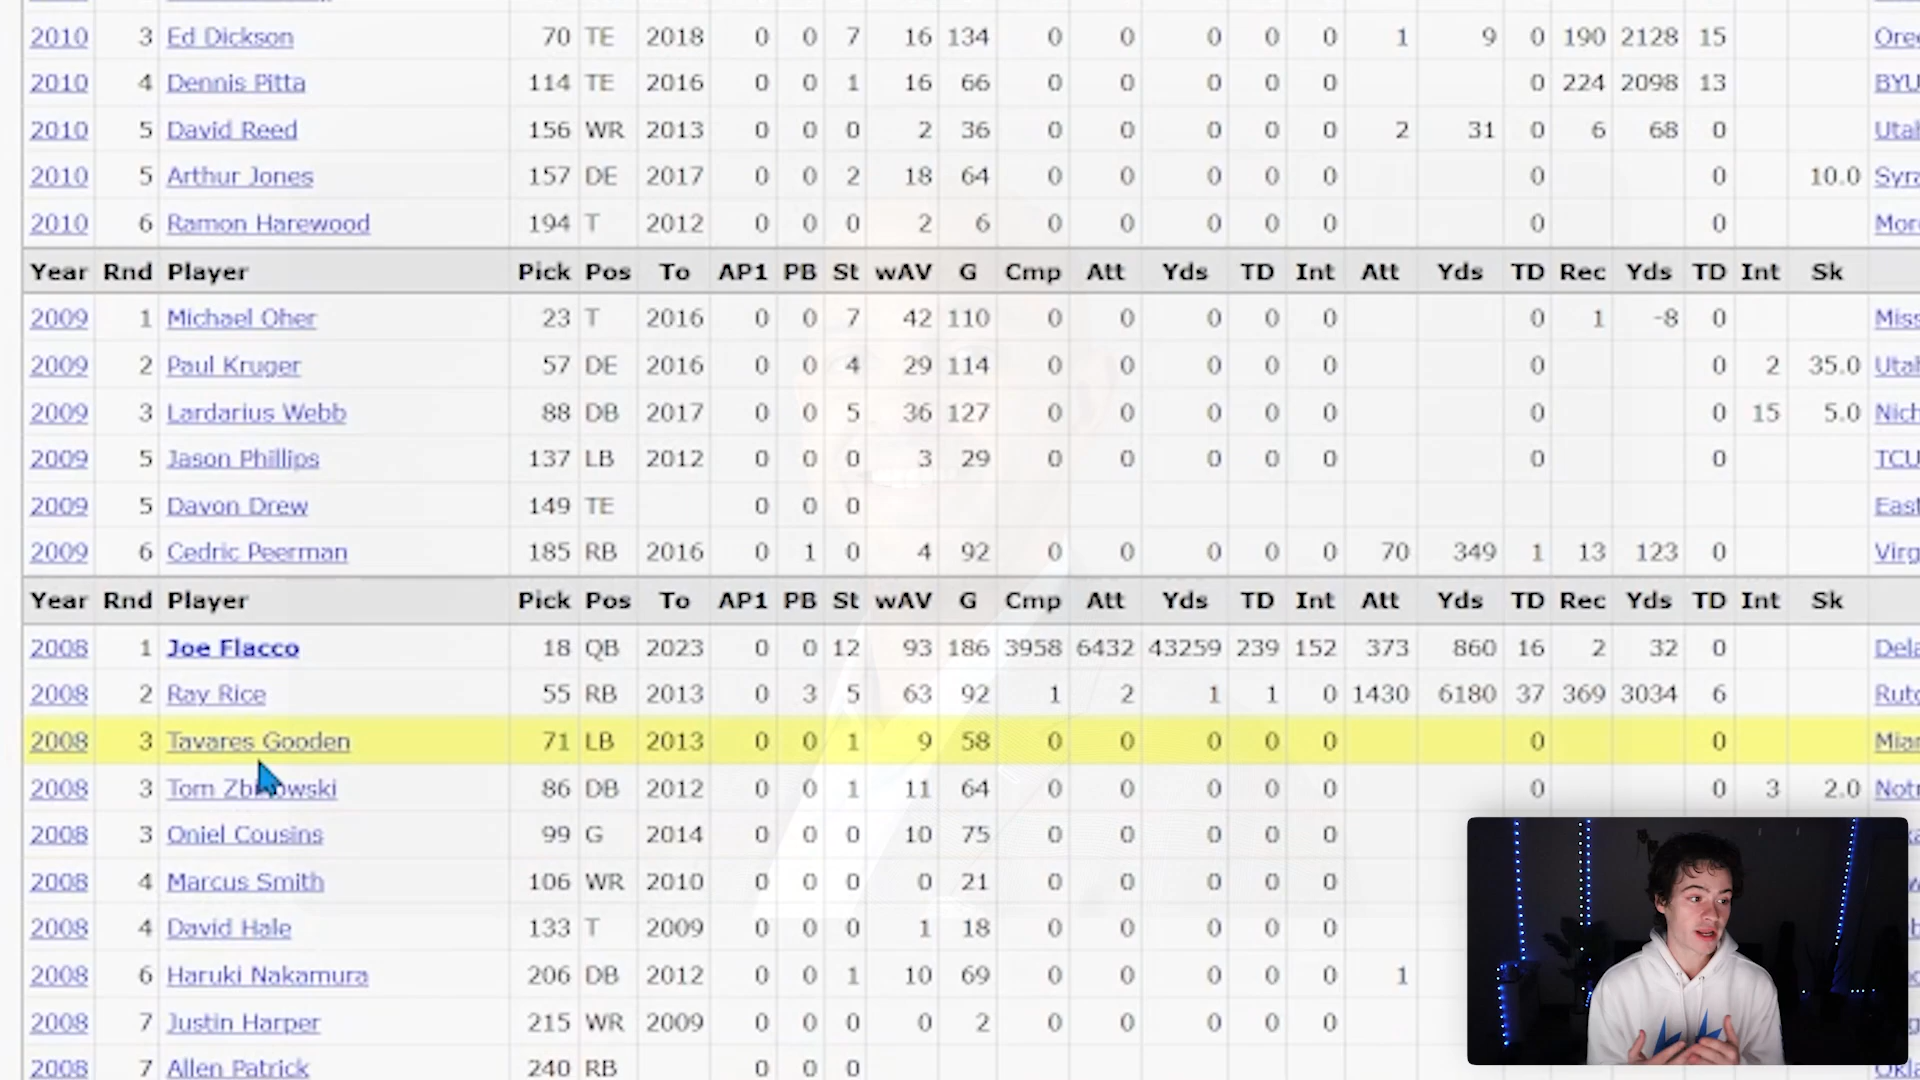 2010 3 Ed Dickson 70 TE 2018 0 0 7 16 134 0 0 0 0 0 1 9 0 190 2128 15
2010 4 Dennis Pitta 114 TE 2016 0 0 1 16 66 0 0 0 0 0 0 224 2098 13 BYU
2010 5 David Reed 156 WR 2013 0 0 0 2 36 0 0 0 0 0 2 31 0 6 68 0 Utah
2010 5 Arthur Jones 157 DE 2017 0 0 2 18 64 0 0 0 0 0 0 0 10.0 Syra
2010 6 Ramon Harewood 194 T 2012 0 0 0 2 6 0 0 0 0 0 0 0 Mor
Year Rnd Player Pick Pos To AP1 PB St wAV G Cmp Att Yds TD Int Att Yds TD Rec Yds TD Int Sk
2009 1 Michael Oher 23 T 2016 0 0 7 42 110 0 0 0 0 0 0 1 -8 0 Miss
2009 2 Paul Kruger 57 DE 2016 0 0 4 29 114 0 0 0 0 0 0 0 2 35.0 Utah
2009 3 Lardarius Webb 88 DB 2017 0 0 5 36 127 0 0 0 0 0 0 0 15 5.0 Nich
2009 5 Jason Phillips 137 LB 2012 0 0 0 3 29 0 0 0 0 0 0 0 TCU
2009 5 Davon Drew 149 TE 0 0 0 East
2009 6 Cedric Peerman 185 RB 2016 0 1 0 4 92 0 0 0 0 0 70 349 1 13 123 0 Virg
Year Rnd Player Pick Pos To AP1 PB St wAV G Cmp Att Yds TD Int Att Yds TD Rec Yds TD Int Sk
2008 1 Joe Flacco 18 QB 2023 0 0 12 93 186 3958 6432 43259 239 152 373 860 16 2 32 0 Dela
2008 2 Ray Rice 55 RB 2013 0 3 5 63 92 1 2 1 1 0 1430 6180 37 369 3034 6 Rutg
2008 3 Tavares Gooden 71 LB 2013 0 0 1 9 58 0 0 0 0 0 0 0 Miar
2008 3 Tom 86 DB 2012 0 0 1 11 64 0 0 0 0 0 0 0 3 2.0 Notr
2008 3 Oniel Cousins 99 G 2014 0 0 0 10 75 0 0 0 0 0
2008 4 Marcus Smith 106 WR 2010 0 0 0 0 21 0 0 0 0 0
2008 4 David Hale 133 T 2009 0 0 0 1 18 0 0 0 0 0
2008 6 Haruki Nakamura 206 DB 2012 0 0 1 10 69 0 0 0 0 0 1
2008 7 Justin Harper 215 WR 2009 0 0 0 0 2 0 0 0 0 0
2008 7 Allen Patrick 240 RB 0 0 0